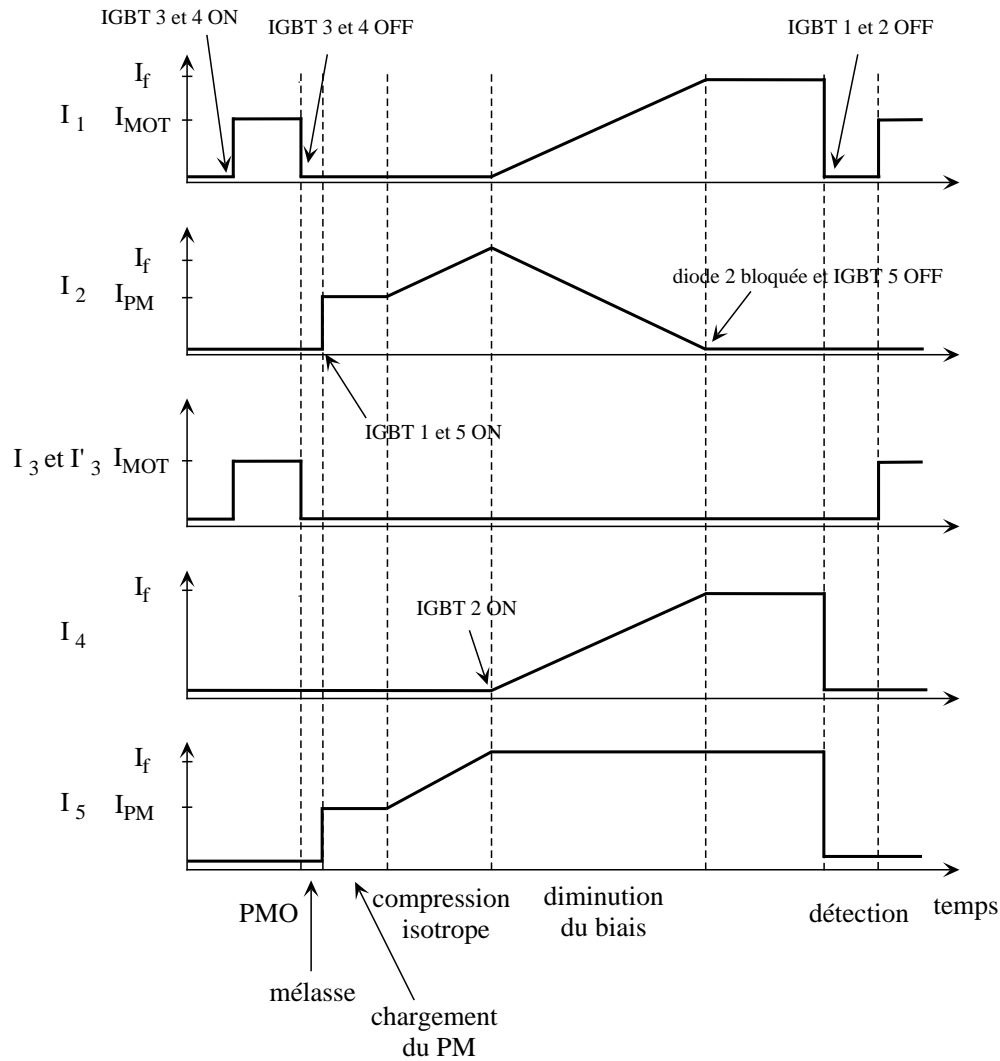 IGBT 3 et 4 ON
IGBT 3 et 4 OFF
IGBT 1 et 2 OFF
I_f
I_1 I_MOT
I_f
I_2 I_PM
diode 2 bloquée et IGBT 5 OFF
IGBT 1 et 5 ON
I_3 et I'_3 I_MOT
I_f
IGBT 2 ON
I_4
I_f
I_5 I_PM
PMO
compression
isotrope
diminution
du biais
détection
temps
mélasse
chargement
du PM